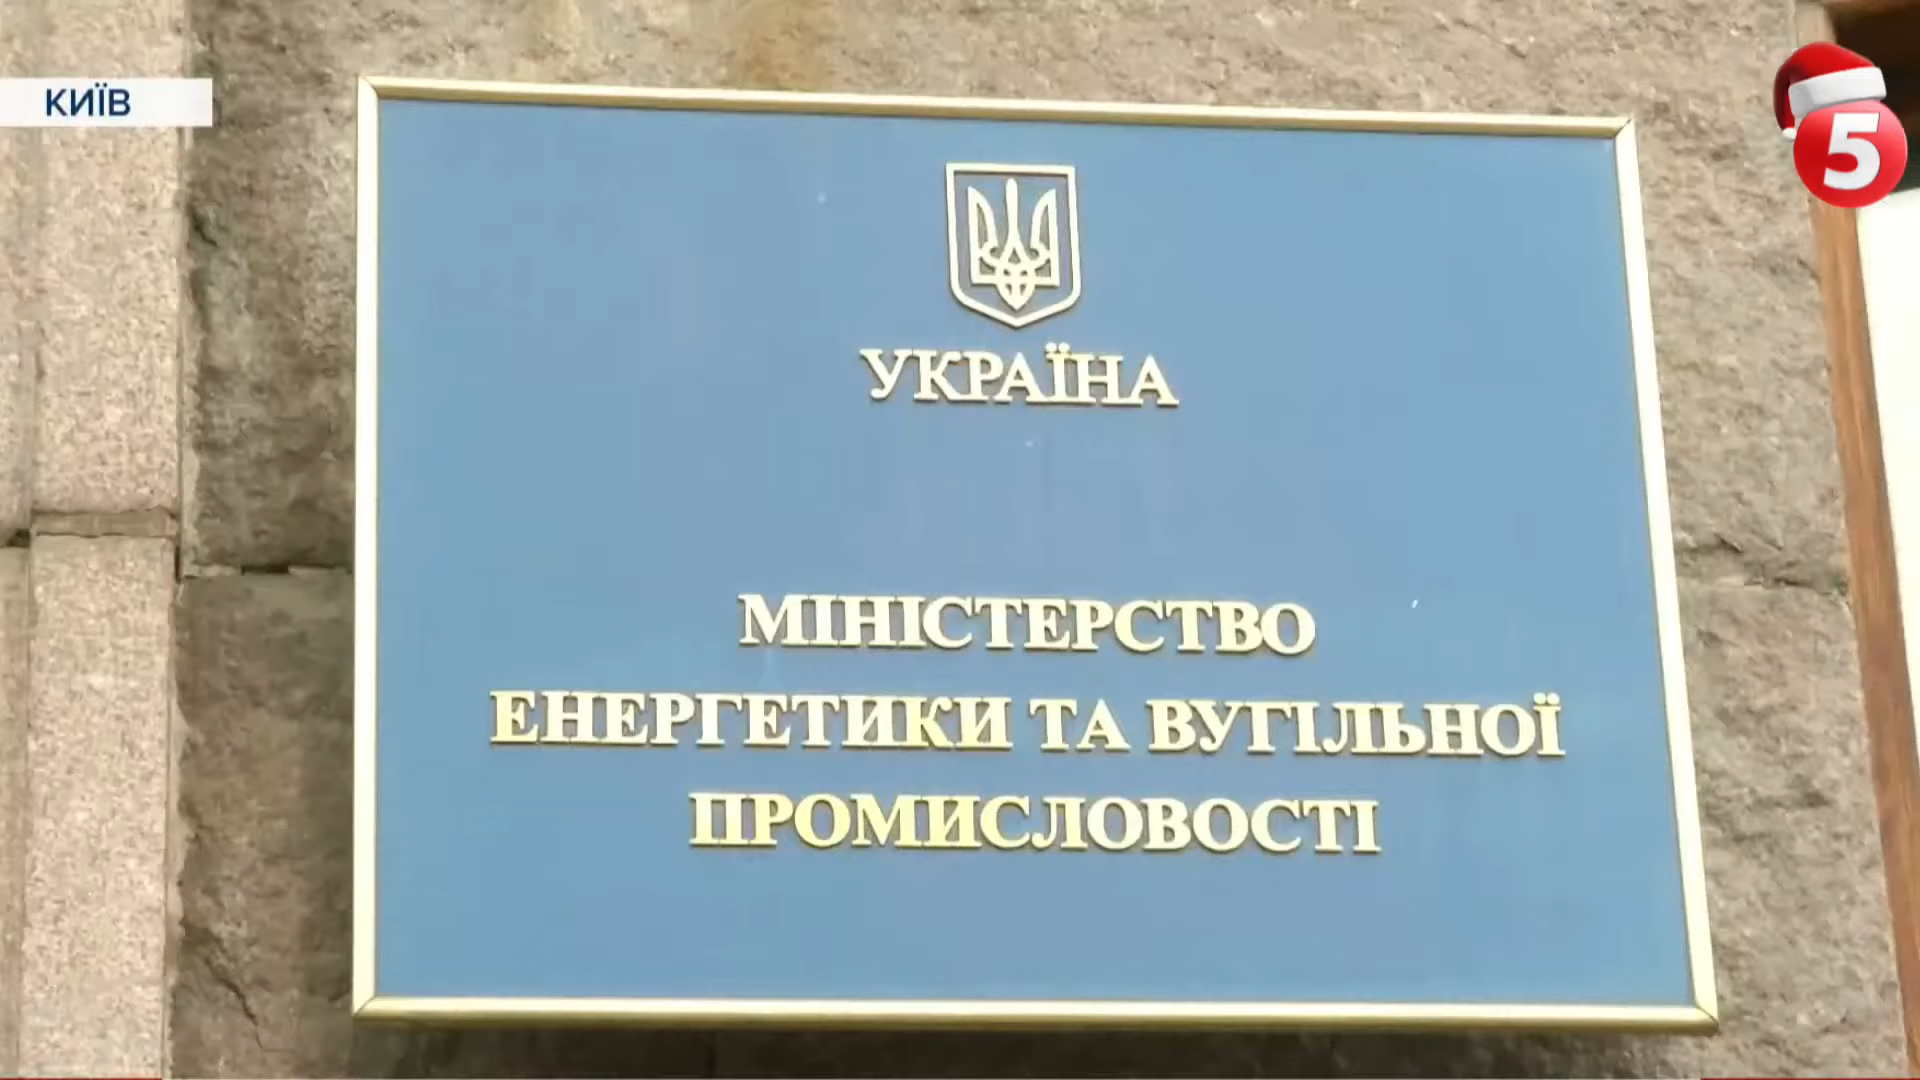 КИЇВ
5
УКРАЇНА
МІНІСТЕРСТВО
ЕНЕРГЕТИКИ ТА ВУГІЛЬНОЇ
ПРОМИСЛОВОСТІ